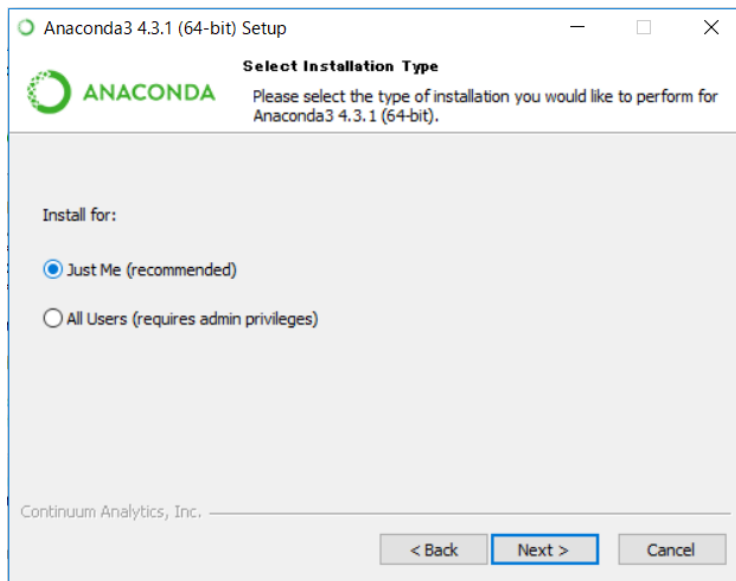 Anaconda3 4.3.1 (64-bit) Setup
ANACONDA
Select Installation Type
Please select the type of installation you would like to perform for
Anaconda3 4.3.1 (64-bit).
Install for:
Just Me (recommended)
All Users (requires admin privileges)
Continuum Analytics, Inc.
< Back
Next >
Cancel